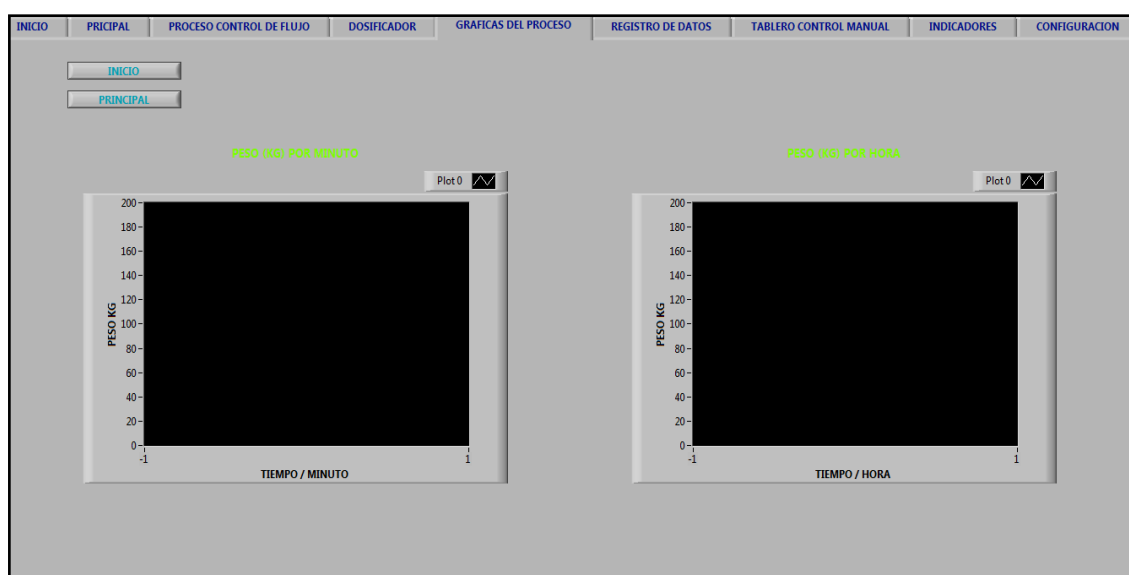 INICIO PRICIPAL PROCESO CONTROL DE FLUJO DOSIFICADOR GRAFICAS DEL PROCESO REGISTRO DE DATOS TABLERO CONTROL MANUAL INDICADORES CONFIGURACION
INICIO
PRINCIPAL
PESO (KG) POR MINUTO
Plot 0
200
180
160
140
120
100
80
60
40
20
0
PESO KG
-1 1
TIEMPO / MINUTO
PESO (KG) POR HORA
Plot 0
200
180
160
140
120
100
80
60
40
20
0
PESO KG
-1 1
TIEMPO / HORA